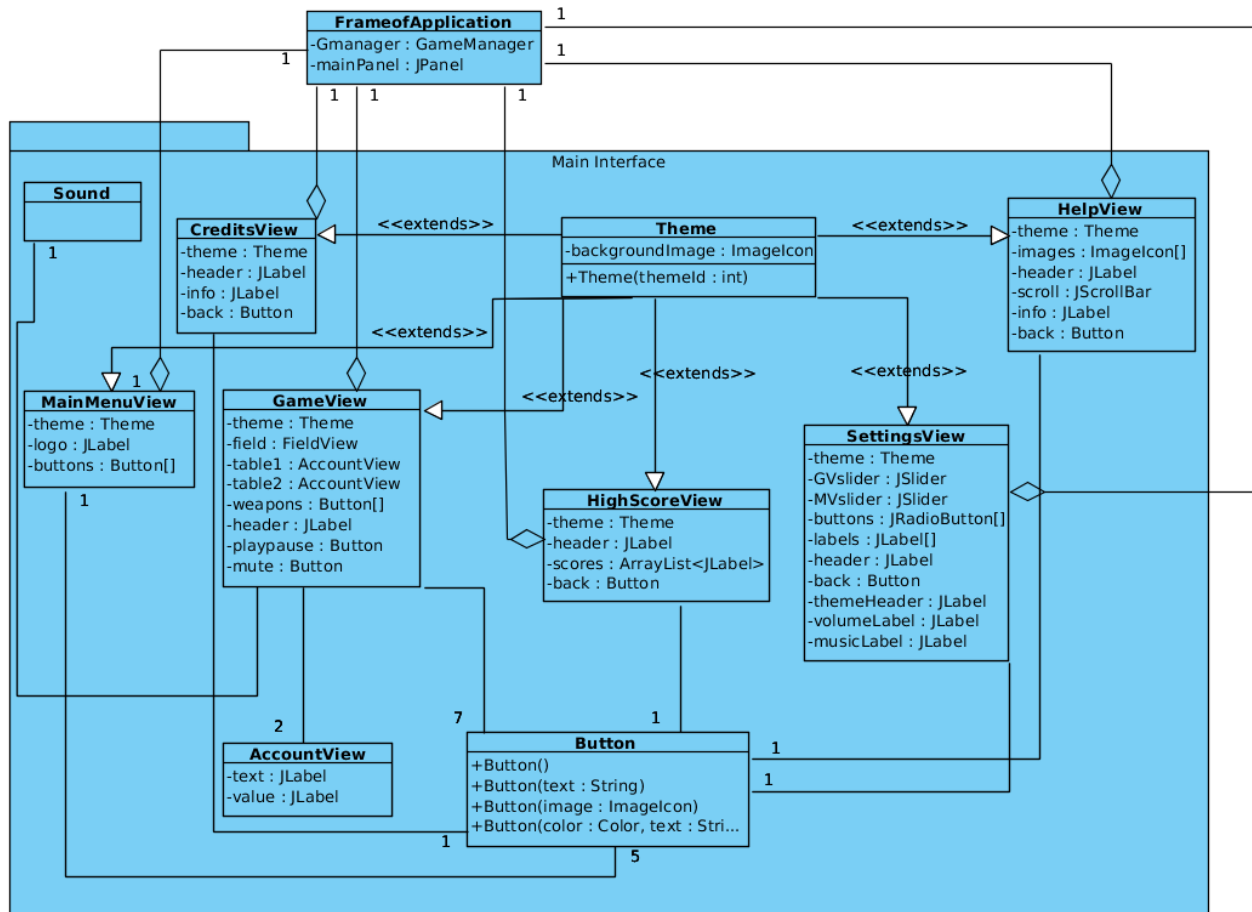 FrameofApplication
-Gmanager : GameManager
-mainPanel : JPanel
1
1
1
1
1
1
Main Interface
Sound
1
CreditsView
-theme : Theme
-header : JLabel
-info : JLabel
-back : Button
<<extends>>
Theme
-backgroundImage : ImageIcon
+Theme(themeId : int)
<<extends>>
HelpView
-theme : Theme
-images : ImageIcon[]
-header : JLabel
-scroll : JScrollBar
-info : JLabel
-back : Button
<<extends>>
<<extends>>
<<extends>>
<<extends>>
1
MainMenuView
-theme : Theme
-logo : JLabel
-buttons : Button[]
1
GameView
-theme : Theme
-field : FieldView
-table1 : AccountView
-table2 : AccountView
-weapons : Button[]
-header : JLabel
-playpause : Button
-mute : Button
HighScoreView
-theme : Theme
-header : JLabel
-scores : ArrayList<JLabel>
-back : Button
SettingsView
-theme : Theme
-GVslider : JSlider
-MVslider : JSlider
-buttons : JRadioButton[]
-labels : JLabel[]
-header : JLabel
-back : Button
-themeHeader : JLabel
-volumeLabel : JLabel
-musicLabel : JLabel
2
7
1
AccountView
-text : JLabel
-value : JLabel
Button
+Button()
+Button(text : String)
+Button(image : ImageIcon)
+Button(color : Color, text : Stri...
1
1
1
5